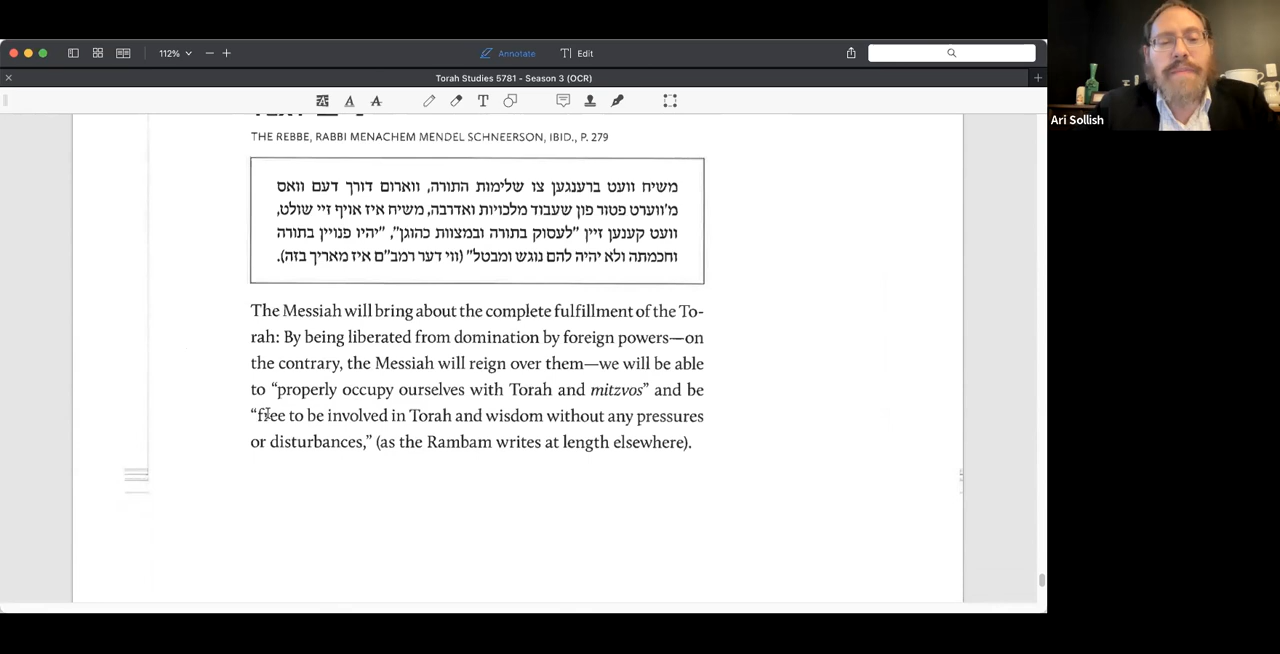 112%
Annotate
Edit
Torah Studies 5781 - Season 3 (OCR)
THE REBBE, RABBI MENACHEM MENDEL SCHNEERSON, IBID., P. 279
משיח וועט ברענגען צו שלימות התורה, ווארום דורך דעם וואס
מ'ווערט פטור פון שעבוד מלכויות ואדרבה, משיח איז אויף זיי שולט,
וועט קענען זיין "לעסוק בתורה ובמצוות כהוגן", "יהיו פנויין בתורה
וחכמתה ולא יהיה להם נוגש ומבטל" (ווי דער רמב"ם איז מאריך בזה).
The Messiah will bring about the complete fulfillment of the To-
rah: By being liberated from domination by foreign powers—on
the contrary, the Messiah will reign over them—we will be able
to “properly occupy ourselves with Torah and mitzvos” and be
“free to be involved in Torah and wisdom without any pressures
or disturbances,” (as the Rambam writes at length elsewhere).
Ari Sollish